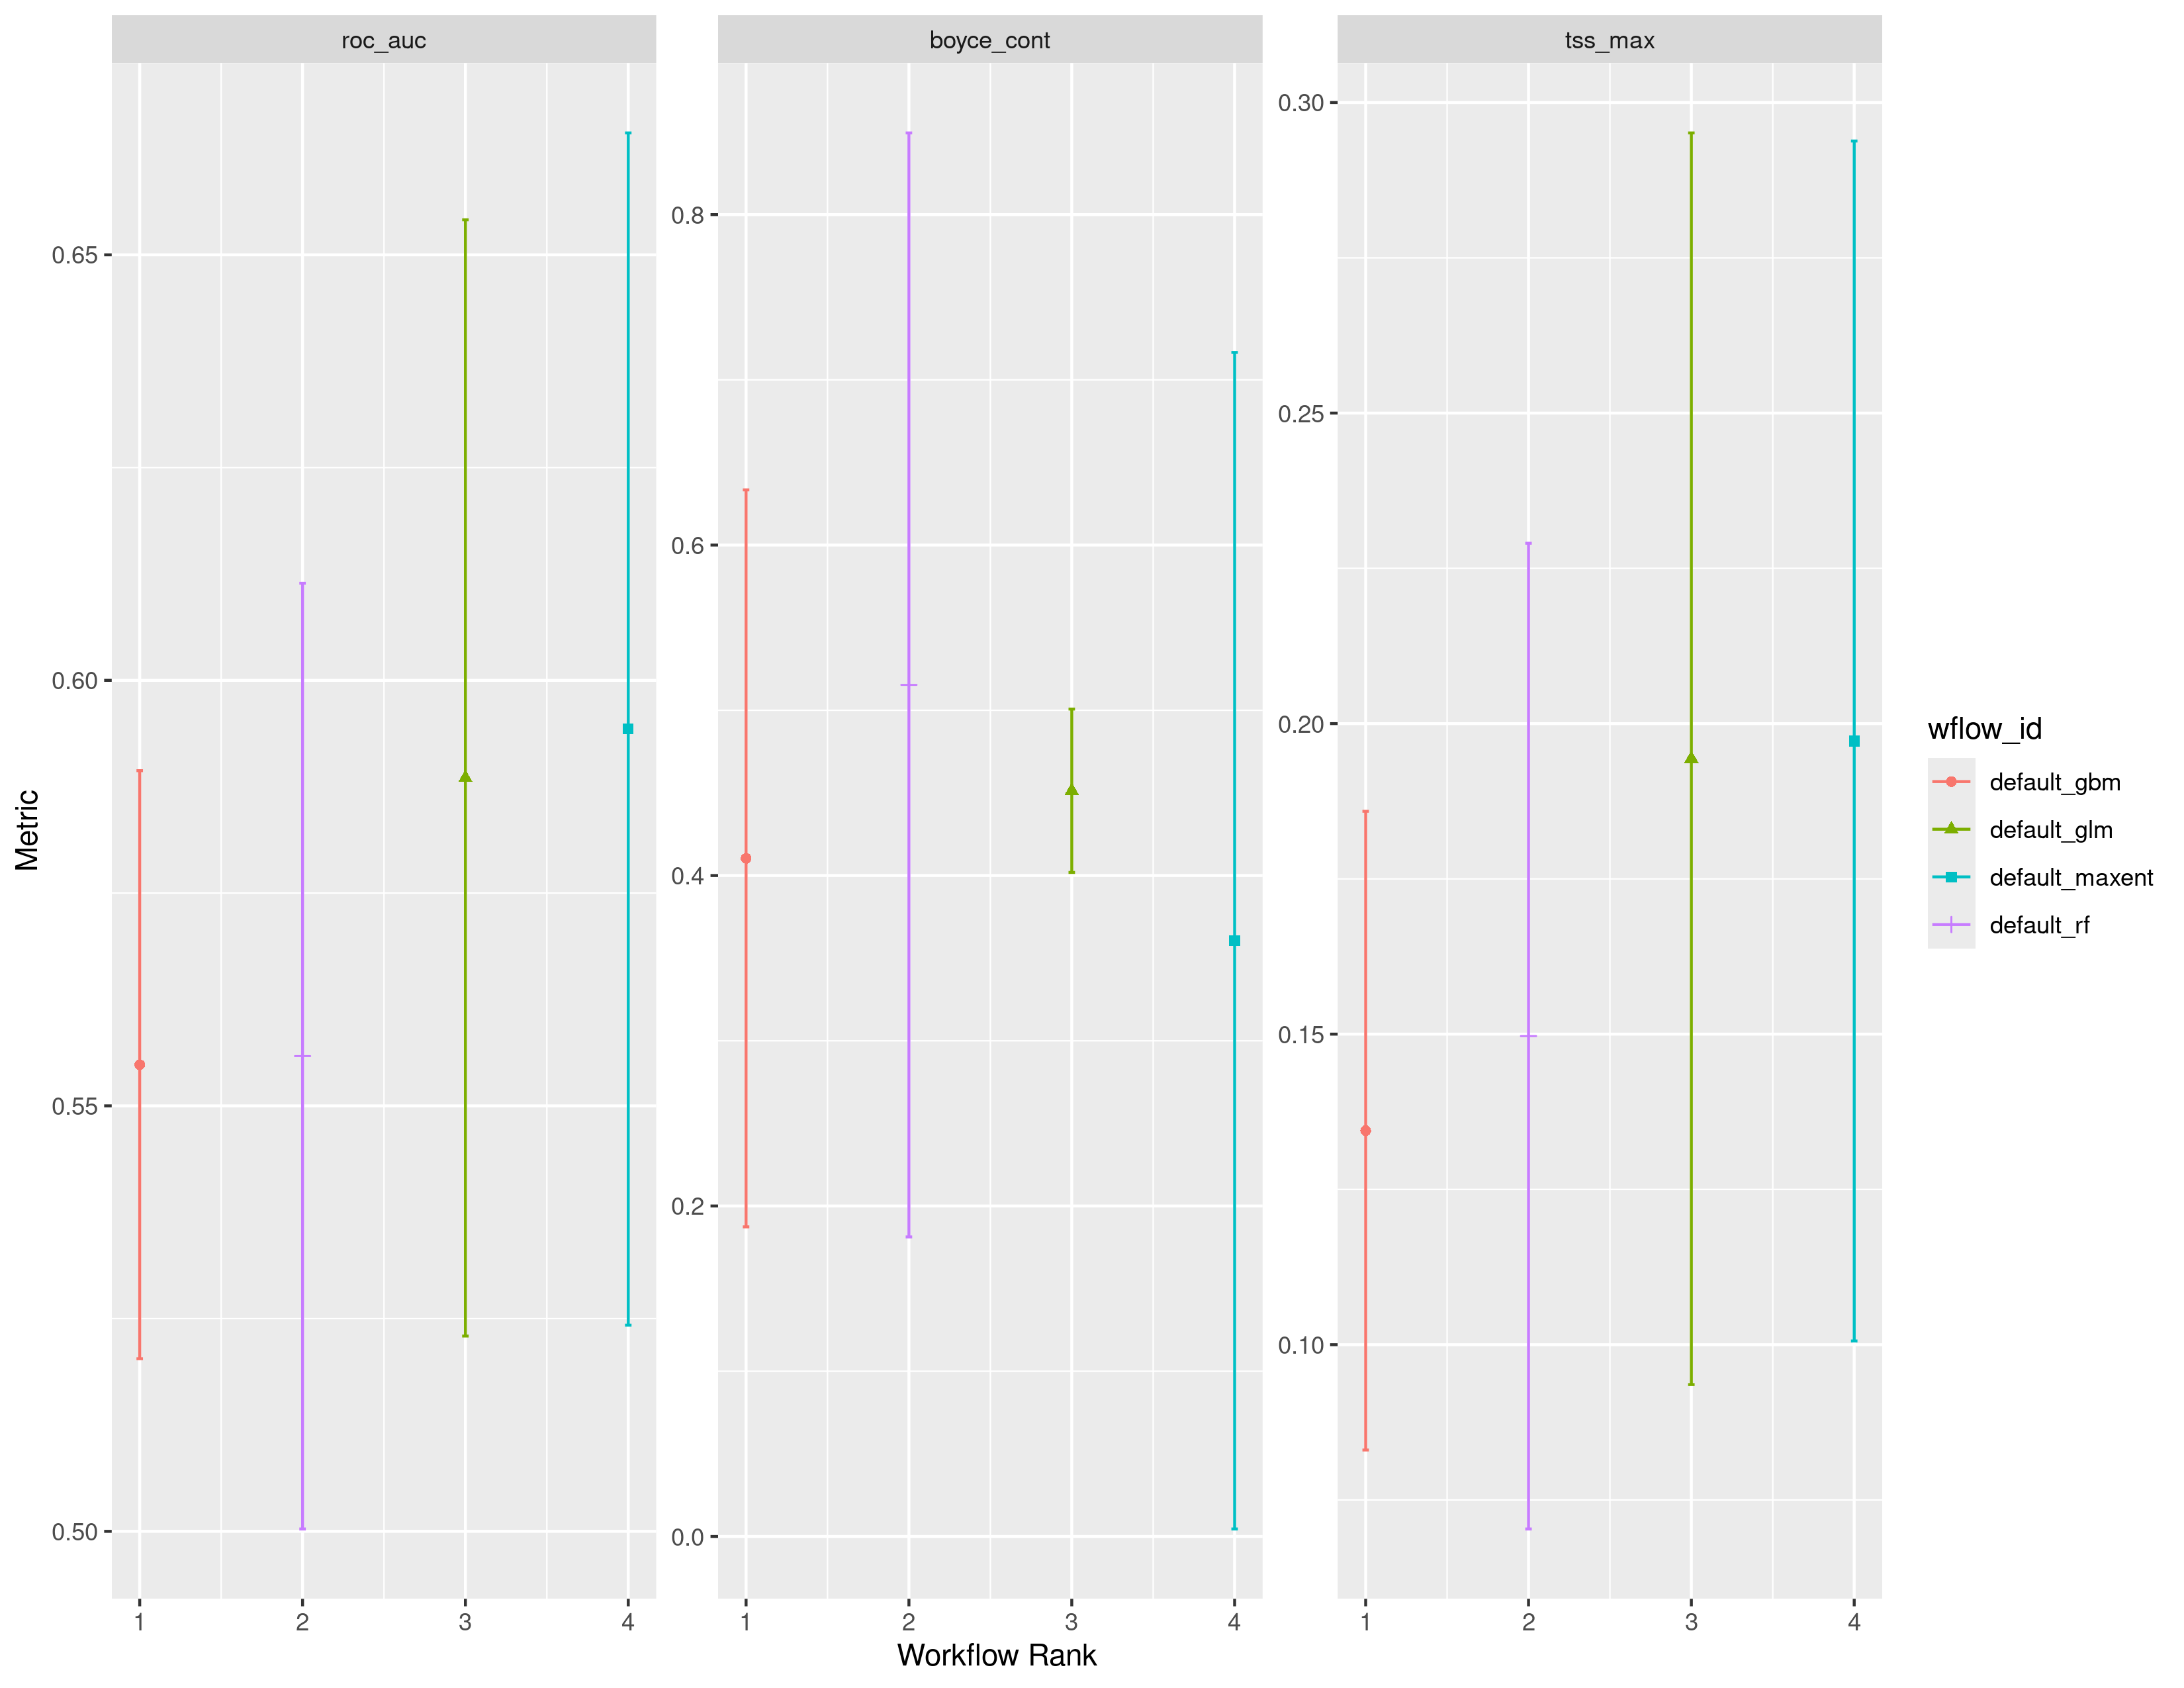 roc_auc
boyce_cont
tss_max
0.65
0.60
0.55
0.50
0.8
0.6
0.4
0.2
0.0
0.30
0.25
0.20
0.15
0.10
1 2 3 4
1 2 3 4
1 2 3 4
Metric
Workflow Rank
wflow_id
default_gbm
default_glm
default_maxent
default_rf